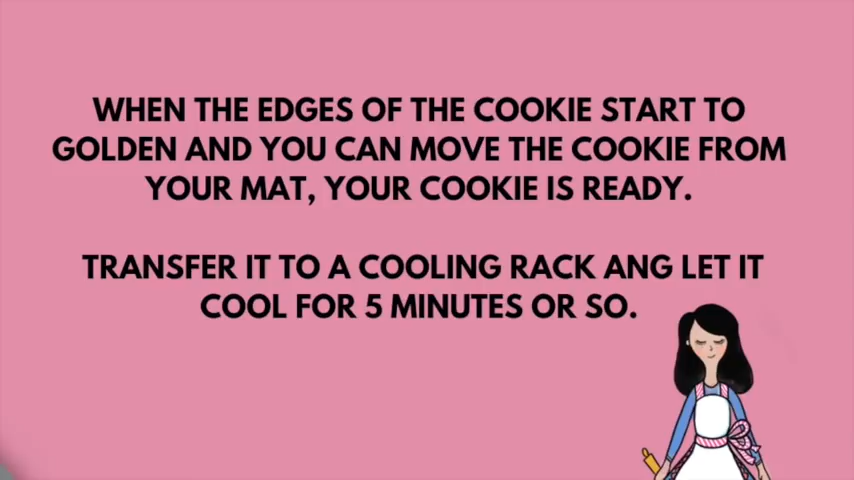 WHEN THE EDGES OF THE COOKIE START TO
GOLDEN AND YOU CAN MOVE THE COOKIE FROM
YOUR MAT, YOUR COOKIE IS READY.
TRANSFER IT TO A COOLING RACK ANG LET IT
COOL FOR 5 MINUTES OR SO.